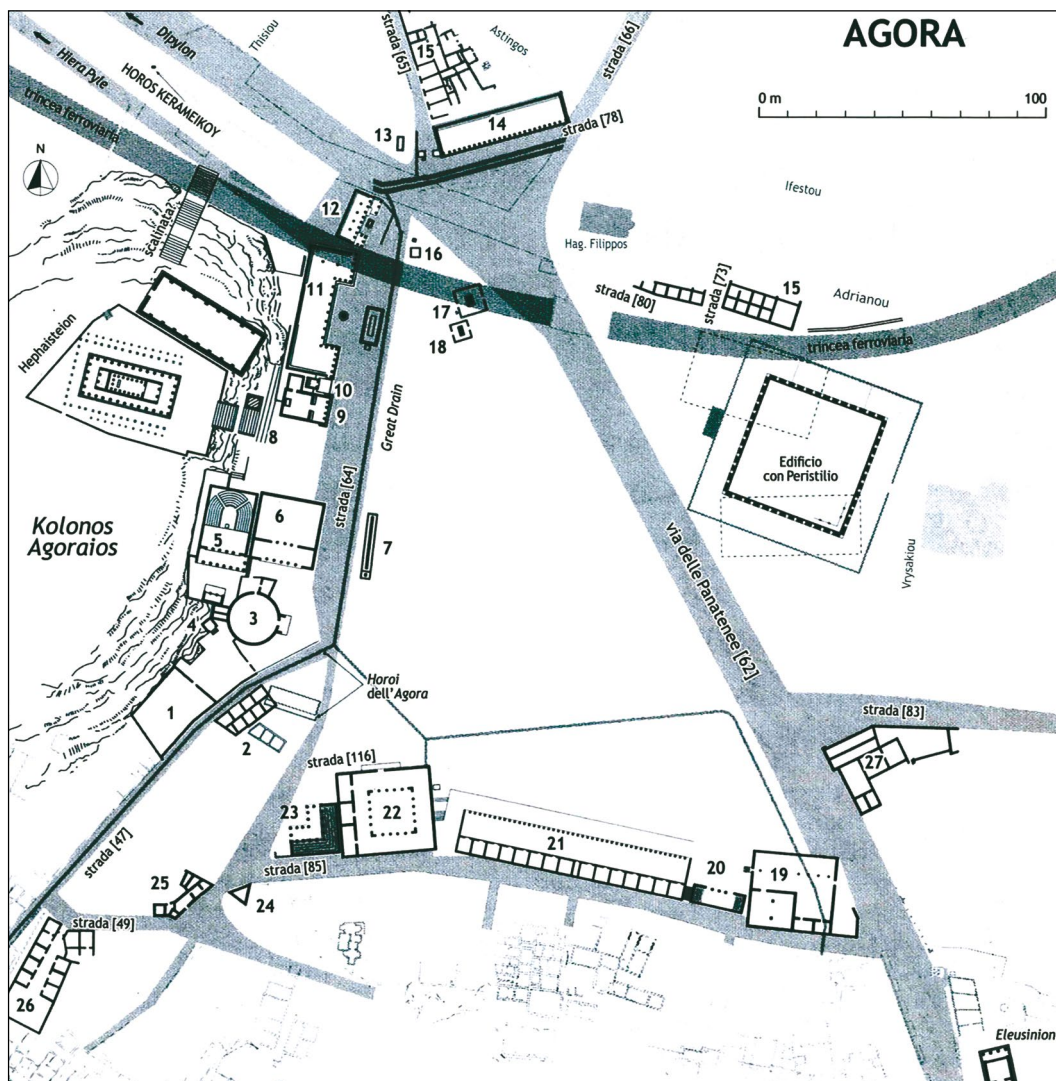 AGORA
0 m 100
N
Dipylon
Hiera Pyle
HOROS KERAMEIKOY
trincea ferroviaria
Thisiou
Astingos
strada [65]
strada [66]
15
14
strada [78]
13
12
scalinata?
16
Ifestou
Hag. Filippos
11
17
18
strada [80]
strada [73]
15
Adrianou
trincea ferroviaria
Hephaisteion
10
9
8
Great Drain
Edificio
con Peristilio
Vrysakiou
Kolonos
Agoraios
strada [64]
6
5
7
via delle Panatenee [62]
3
4
Horoi
dell'Agora
1
2
strada [83]
27
strada [116]
22
23
21
20
19
strada [47]
strada [85]
25
24
strada [49]
26
Eleusinion